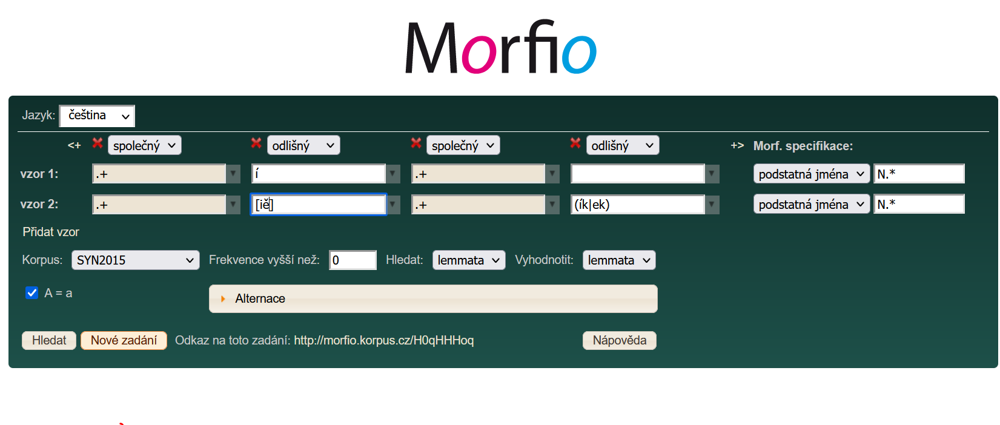 Morfio
Jazyk: čeština
<+ společný odlišný společný odlišný +> Morf. specifikace:
vzor 1: .+ í .+ podstatná jména N.*
vzor 2: .+ [iě] .+ (ík|ek) podstatná jména N.*
Přidat vzor
Korpus: SYN2015 Frekvence vyšší než: 0 Hledat: lemmata Vyhodnotit: lemmata
A = a Alternace
Hledat Nové zadání Odkaz na toto zadání: http://morfio.korpus.cz/H0qHHHoq Nápověda